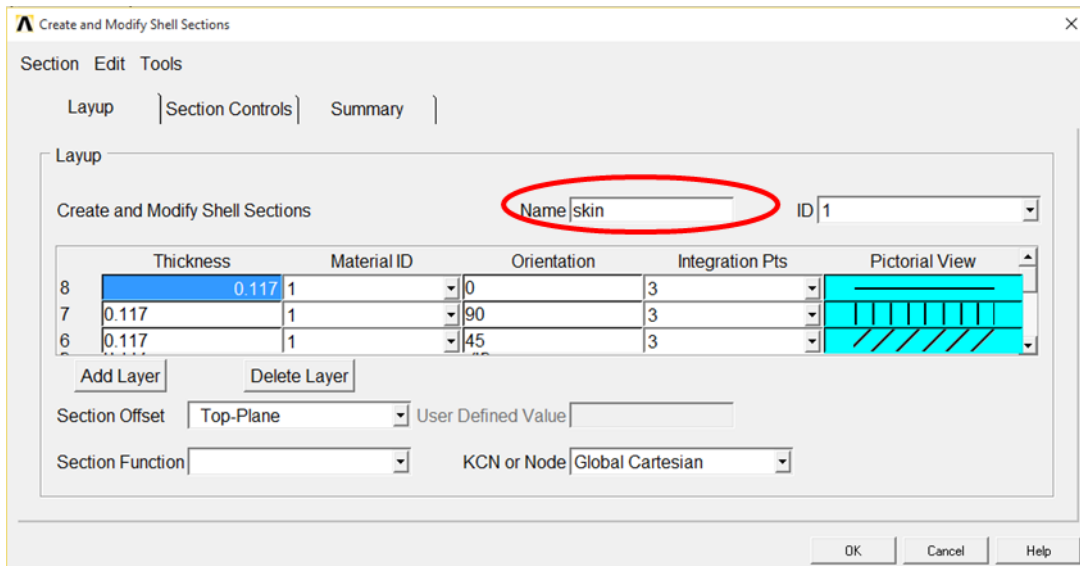 Create and Modify Shell Sections
Section Edit Tools
Layup Section Controls Summary
Layup
Create and Modify Shell Sections Name skin ID 1
Thickness Material ID Orientation Integration Pts Pictorial View
8 0.117 1 0 3
7 0.117 1 90 3
6 0.117 1 45 3
Add Layer Delete Layer
Section Offset Top-Plane User Defined Value
Section Function KCN or Node Global Cartesian
OK Cancel Help